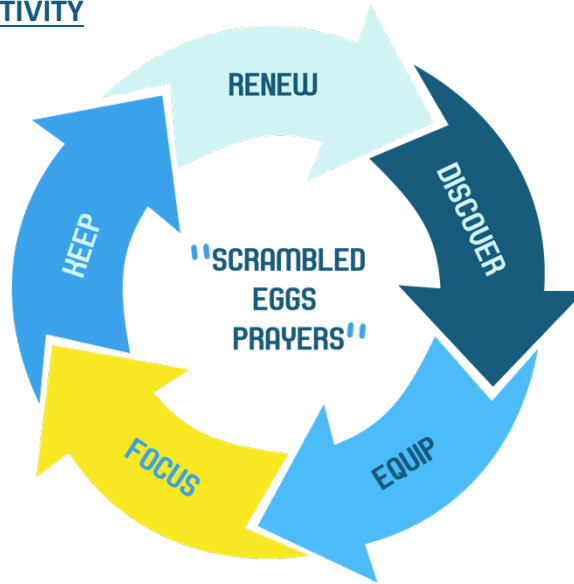 TIVITY
RENEW
DISCOVER
EQUIP
FOCUS
KEEP
"SCRAMBLED
EGGS
PRAYERS"